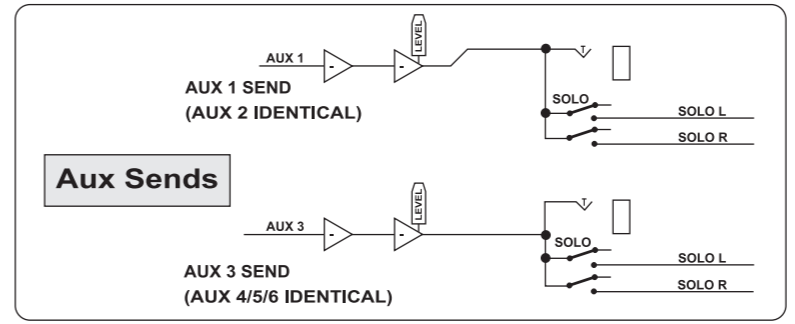 LEVEL
T
AUX 1
AUX 1 SEND
(AUX 2 IDENTICAL)
SOLO
SOLO L
SOLO R
Aux Sends
LEVEL
T
AUX 3
AUX 3 SEND
(AUX 4/5/6 IDENTICAL)
SOLO
SOLO L
SOLO R